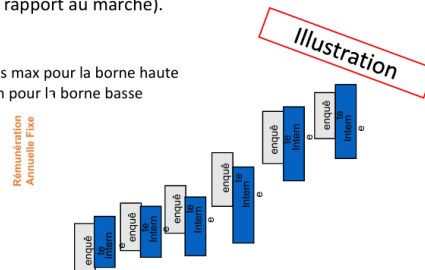 rapport au marché).
Illustration
s max pour la borne haute
n pour la borne basse
Rémunération
Annuelle Fixe
enquê
te
intern
e
enquê
te
Intern
e
enquê
te
Intern
e
enquê
te
Intern
e
enquê
te
Intern
e
enquê
te
Intern
e